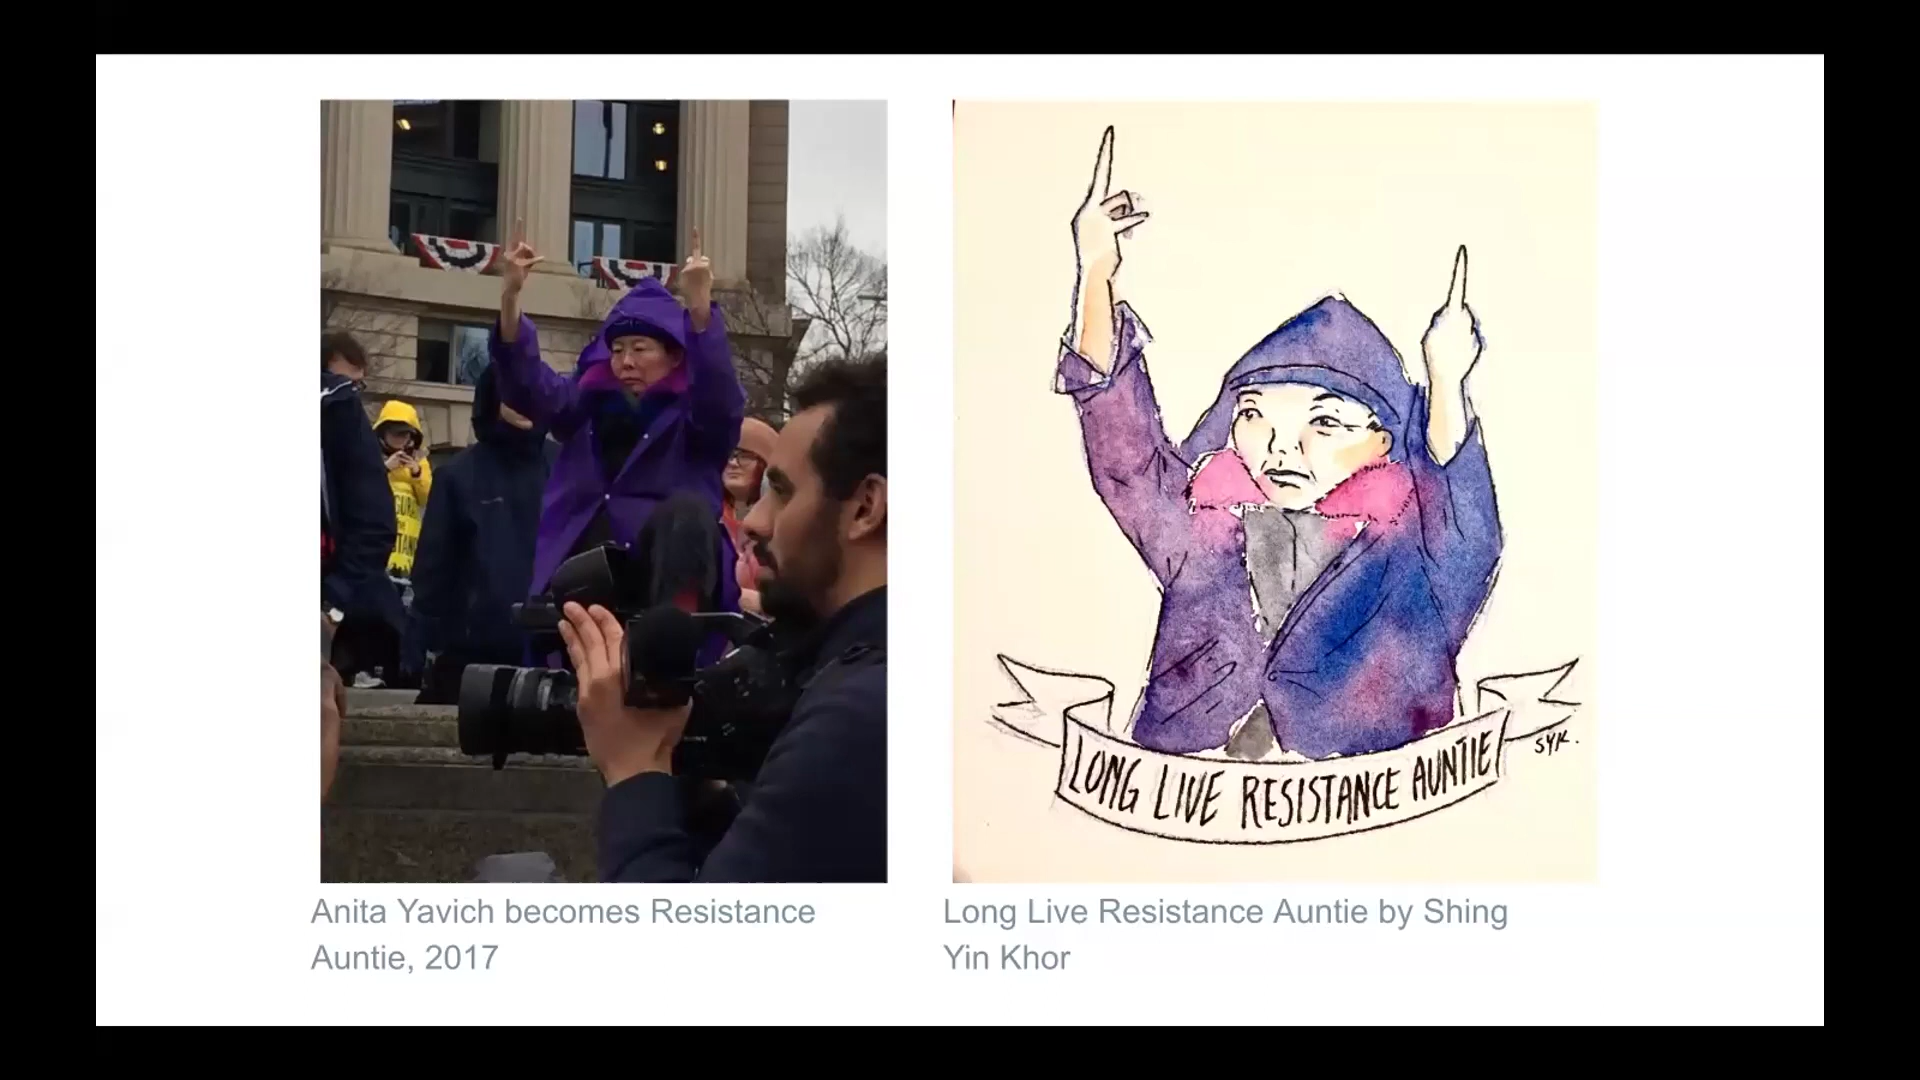 LONG LIVE RESISTANCE AUNTIE
SYK.
Anita Yavich becomes Resistance
Auntie, 2017
Long Live Resistance Auntie by Shing
Yin Khor